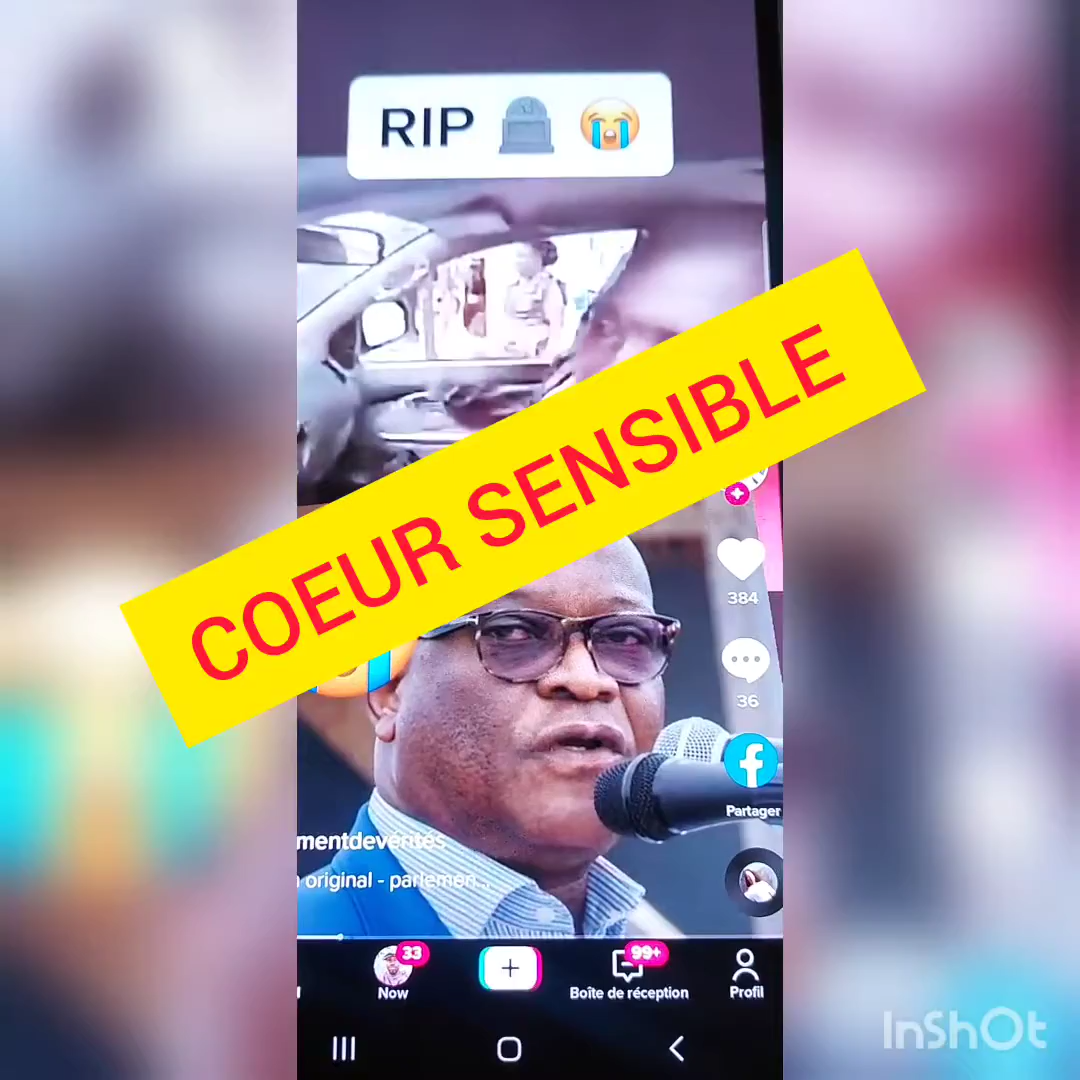 RIP 🪦 😭
COEUR SENSIBLE
384
36
Partager
mentdevérités
original - parlemen...
33
99+
Now
Boîte de réception
Profil
InShOt